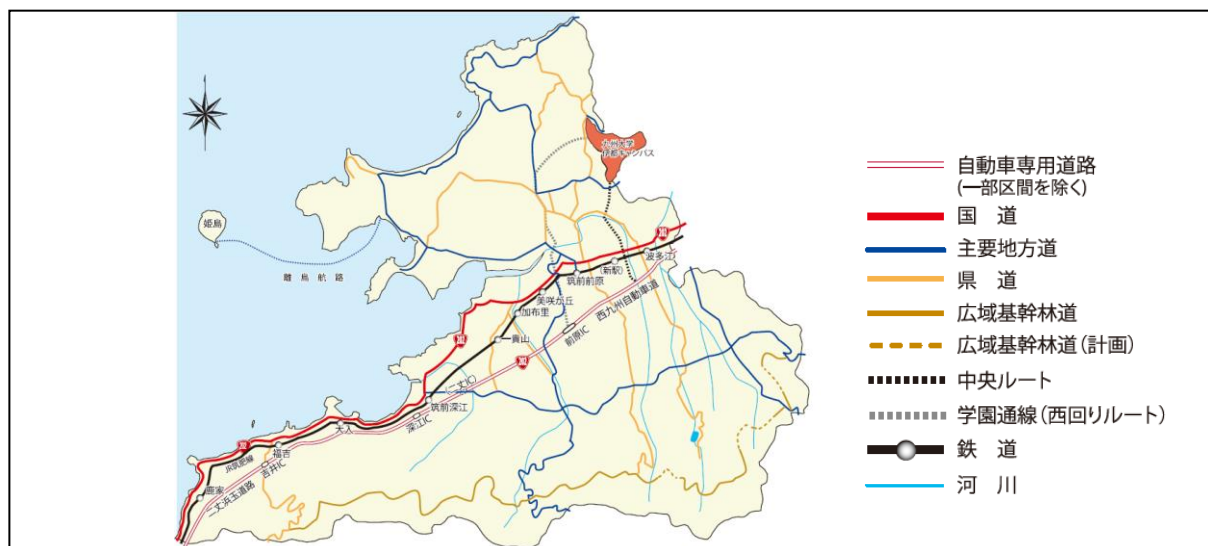 九州大学
伊都キャンパス
姫島
離島航路
202
波多江
(新駅)
筑前前原
美咲が丘
加布里
一貴山
西九州自動車道
前原IC
202
202
(二丈IC)
筑前深江
深江IC
大入
202
福吉
JR筑肥線
吉井IC
鹿家
二丈浜玉道路
自動車専用道路
(一部区間を除く)
国 道
主要地方道
県 道
広域基幹林道
広域基幹林道(計画)
中央ルート
学園通線(西回りルート)
鉄 道
河 川